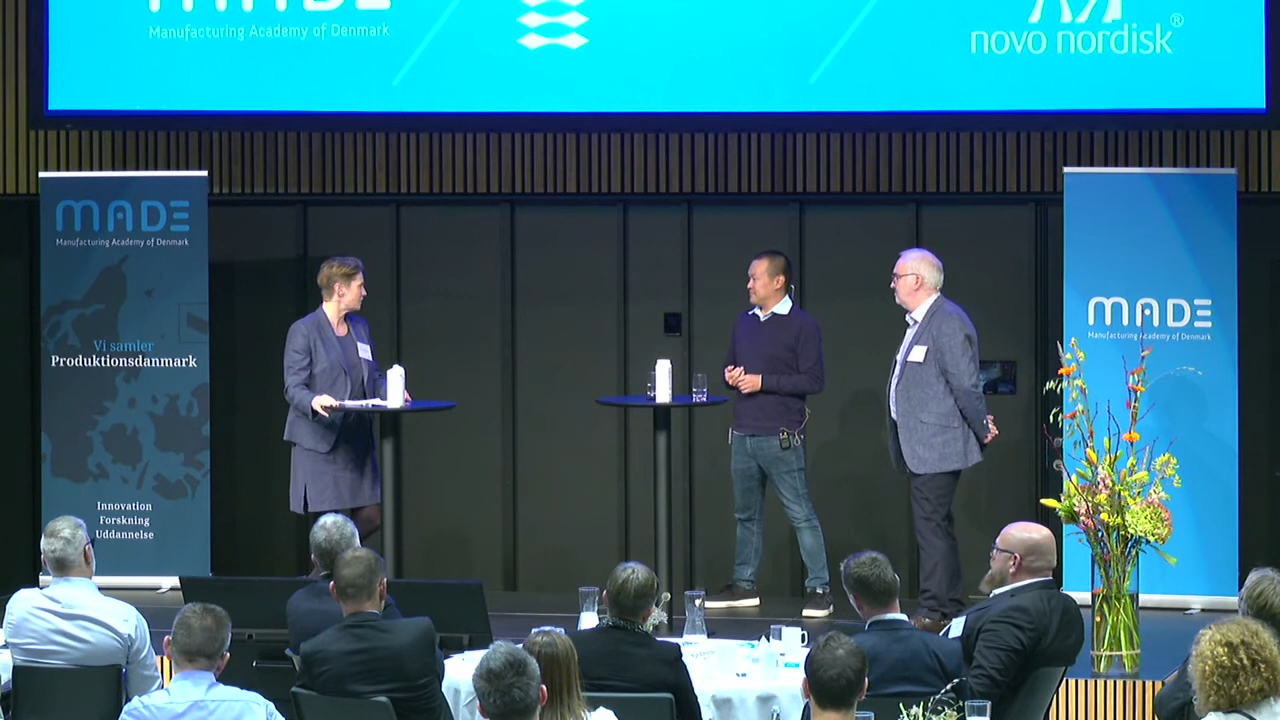 MADE
Manufacturing Academy of Denmark
novo nordisk®
MADE
Manufacturing Academy of Denmark
Vi samler
Produktionsdanmark
Innovation
Forskning
Uddannelse
MADE
Manufacturing Academy of Denmark